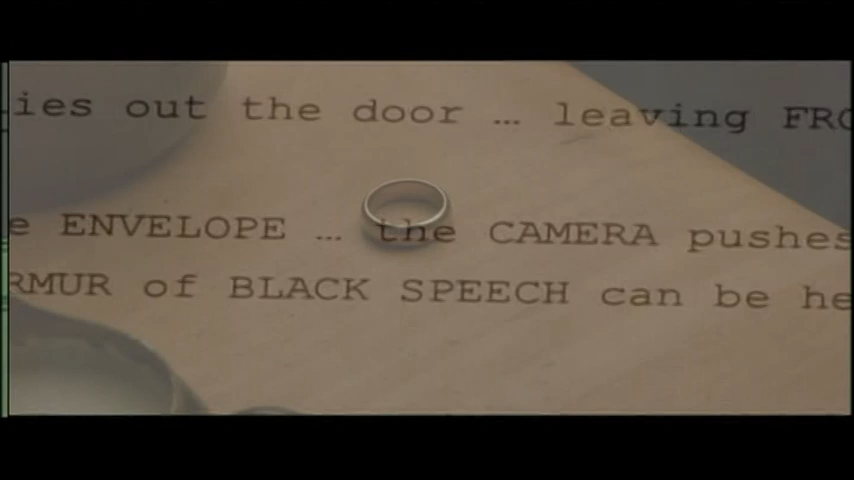 ies out the door … leaving FRO
e ENVELOPE … the CAMERA pushes
RMUR of BLACK SPEECH can be he